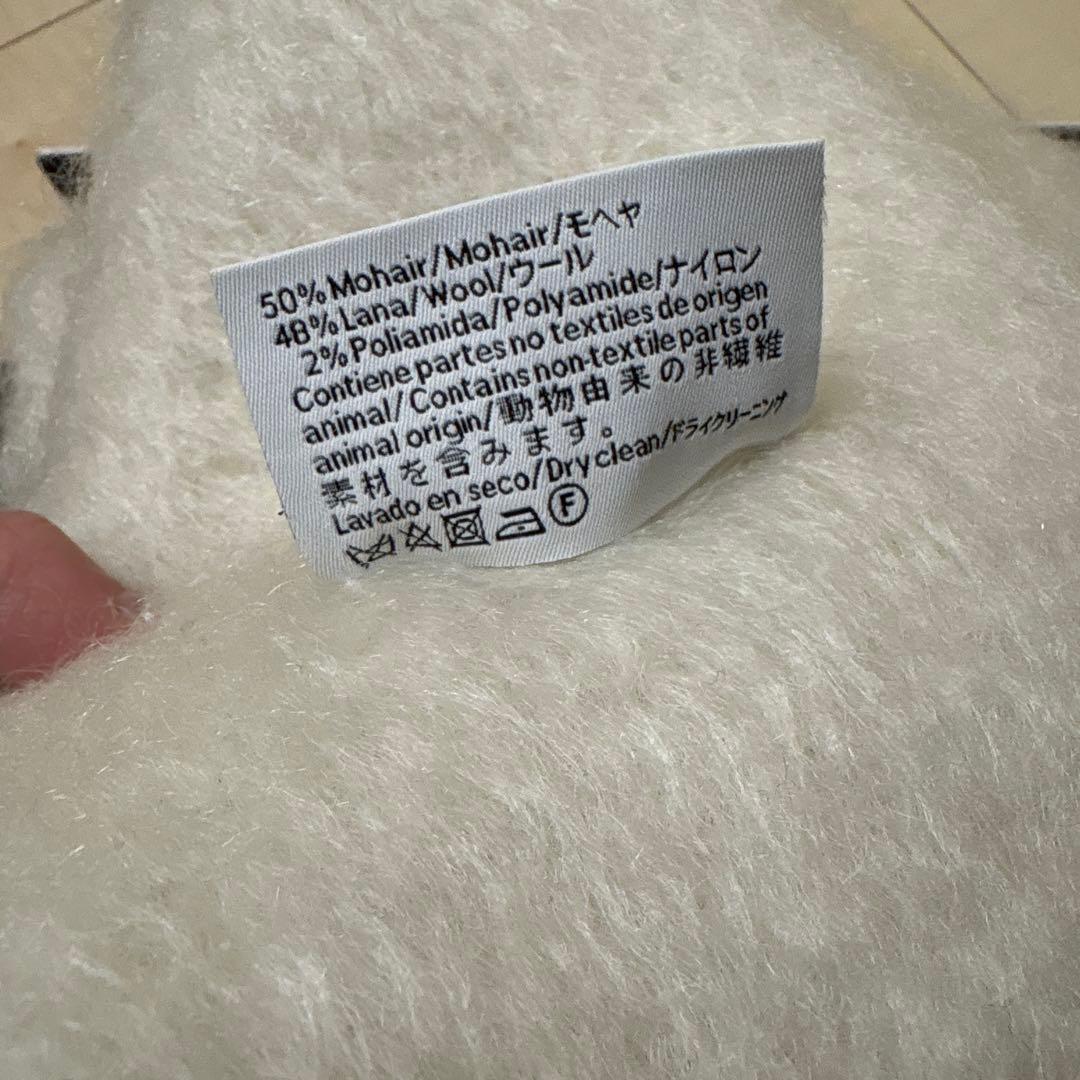 50% Mohair/Mohair/モヘヤ
48% Lana/Wool/ウール
2% Poliamida/Polyamide/ナイロン
Contiene partes no textiles de origen
animal/Contains non-textile parts of
animal origin/動物由来の非繊維
素材を含みます。
Lavado en seco/Dry clean/ドライクリーニング
F